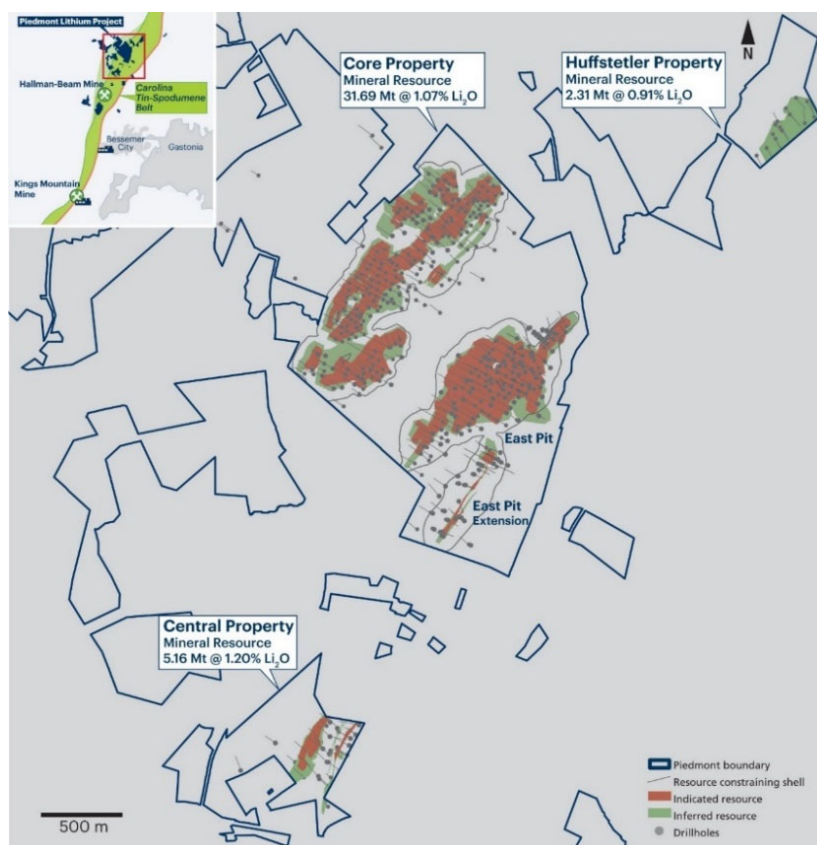 Piedmont Lithium Project
Hallman-Beam Mine
Carolina
Tin-Spodumene
Belt
Bessemer
City
Gastonia
Kings Mountain
Mine
Core Property
Mineral Resource
31.69 Mt @ 1.07% Li₂O
Huffstetler Property
Mineral Resource
2.31 Mt @ 0.91% Li₂O
N
East Pit
East Pit
Extension
Central Property
Mineral Resource
5.16 Mt @ 1.20% Li₂O
500 m
Piedmont boundary
Resource constraining shell
Indicated resource
Inferred resource
Drillholes